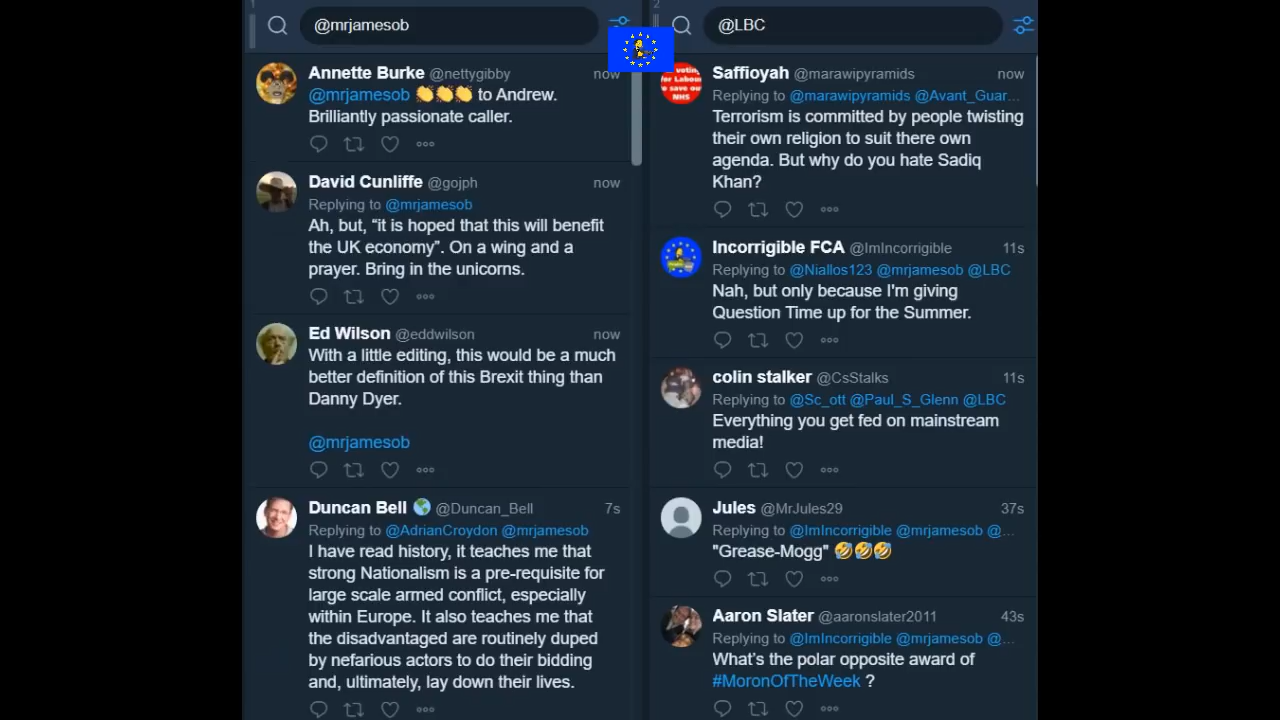 1
@mrjamesob
Annette Burke @nettygibby now
@mrjamesob 👏👏👏 to Andrew.
Brilliantly passionate caller.
David Cunliffe @gojph now
Replying to @mrjamesob
Ah, but, “it is hoped that this will benefit
the UK economy”. On a wing and a
prayer. Bring in the unicorns.
Ed Wilson @eddwilson now
With a little editing, this would be a much
better definition of this Brexit thing than
Danny Dyer.
@mrjamesob
Duncan Bell 🌎 @Duncan_Bell 7s
Replying to @AdrianCroydon @mrjamesob
I have read history, it teaches me that
strong Nationalism is a pre-requisite for
large scale armed conflict, especially
within Europe. It also teaches me that
the disadvantaged are routinely duped
by nefarious actors to do their bidding
and, ultimately, lay down their lives.
2
@LBC
voting
for Labour
to save our
NHS
Saffioyah @marawipyramids now
Replying to @marawipyramids @Avant_Guar...
Terrorism is committed by people twisting
their own religion to suit there own
agenda. But why do you hate Sadiq
Khan?
Incorrigible FCA @ImIncorrigible 11s
Replying to @Niallos123 @mrjamesob @LBC
Nah, but only because I'm giving
Question Time up for the Summer.
colin stalker @CsStalks 11s
Replying to @Sc_ott @Paul_S_Glenn @LBC
Everything you get fed on mainstream
media!
Jules @MrJules29 37s
Replying to @ImIncorrigible @mrjamesob @...
"Grease-Mogg" 🤣🤣🤣
Aaron Slater @aaronslater2011 43s
Replying to @ImIncorrigible @mrjamesob @...
What's the polar opposite award of
#MoronOfTheWeek ?